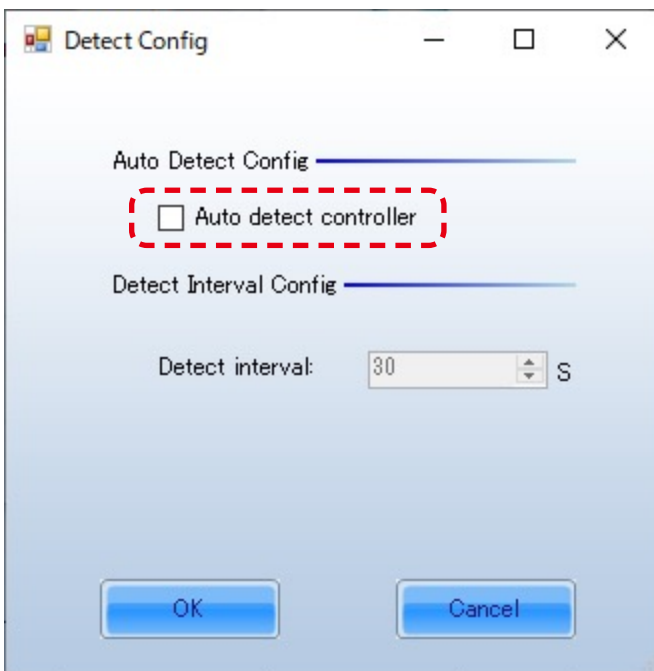 Detect Config
Auto Detect Config
Auto detect controller
Detect Interval Config
Detect interval: 30 S
OK Cancel